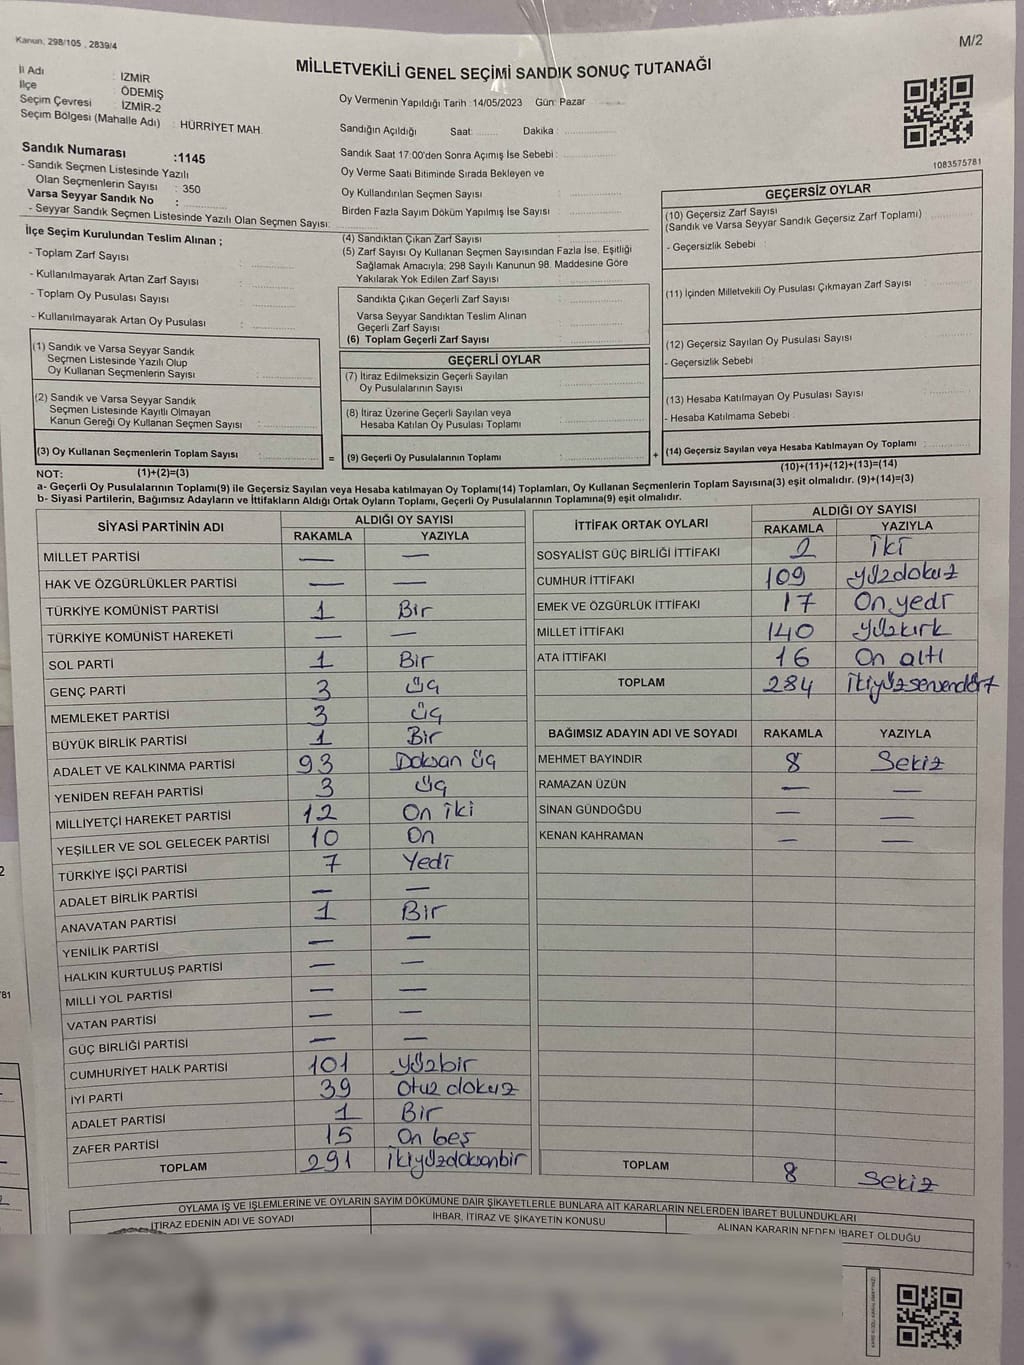 Kanun, 298/105 , 2839/4
M/2
MİLLETVEKİLİ GENEL SEÇİMİ SANDIK SONUÇ TUTANAĞI
İl Adı : İZMİR
İlçe : ÖDEMİŞ
Seçim Çevresi : İZMİR-2
Seçim Bölgesi (Mahalle Adı) : HÜRRİYET MAH.
Sandık Numarası :1145
- Sandık Seçmen Listesinde Yazılı
Olan Seçmenlerin Sayısı : 350
Varsa Seyyar Sandık No :
- Seyyar Sandık Seçmen Listesinde Yazılı Olan Seçmen Sayısı:
Oy Vermenin Yapıldığı Tarih :14/05/2023 Gün: Pazar
Sandığın Açıldığı Saat: Dakika :
Sandık Saat 17:00'den Sonra Açımış İse Sebebi :
Oy Verme Saati Bitiminde Sırada Bekleyen ve
Oy Kullandırılan Seçmen Sayısı :
Birden Fazla Sayım Döküm Yapılmış İse Sayısı :
1083575781
İlçe Seçim Kurulundan Teslim Alınan ;
- Toplam Zarf Sayısı :
- Kullanılmayarak Artan Zarf Sayısı :
- Toplam Oy Pusulası Sayısı :
- Kullanılmayarak Artan Oy Pusulası :
(1) Sandık ve Varsa Seyyar Sandık
Seçmen Listesinde Yazılı Olup
Oy Kullanan Seçmenlerin Sayısı :
(2) Sandık ve Varsa Seyyar Sandık
Seçmen Listesinde Kayıtlı Olmayan
Kanun Gereği Oy Kullanan Seçmen Sayısı :
(3) Oy Kullanan Seçmenlerin Toplam Sayısı :
(1)+(2)=(3)
(4) Sandıktan Çıkan Zarf Sayısı :
(5) Zarf Sayısı Oy Kullanan Seçmen Sayısından Fazla İse, Eşitliği
Sağlamak Amacıyla; 298 Sayılı Kanunun 98. Maddesine Göre
Yakılarak Yok Edilen Zarf Sayısı :
Sandıkta Çıkan Geçerli Zarf Sayısı :
Varsa Seyyar Sandıktan Teslim Alınan
Geçerli Zarf Sayısı :
(6) Toplam Geçerli Zarf Sayısı :
GEÇERLİ OYLAR
(7) İtiraz Edilmeksizin Geçerli Sayılan
Oy Pusulalarının Sayısı :
(8) İtiraz Üzerine Geçerli Sayılan veya
Hesaba Katılan Oy Pusulası Toplamı :
= (9) Geçerli Oy Pusulalarının Toplamı :
GEÇERSİZ OYLAR
(10) Geçersiz Zarf Sayısı
(Sandık ve Varsa Seyyar Sandık Geçersiz Zarf Toplamı) :
- Geçersizlik Sebebi :
(11) İçinden Milletvekili Oy Pusulası Çıkmayan Zarf Sayısı :
(12) Geçersiz Sayılan Oy Pusulası Sayısı :
- Geçersizlik Sebebi :
(13) Hesaba Katılmayan Oy Pusulası Sayısı :
- Hesaba Katılmama Sebebi :
+ (14) Geçersiz Sayılan veya Hesaba Katılmayan Oy Toplamı :
(10)+(11)+(12)+(13)=(14)
NOT:
a- Geçerli Oy Pusulalarının Toplamı(9) ile Geçersiz Sayılan veya Hesaba katılmayan Oy Toplamı(14) Toplamları, Oy Kullanan Seçmenlerin Toplam Sayısına(3) eşit olmalıdır. (9)+(14)=(3)
b- Siyasi Partilerin, Bağımsız Adayların ve İttifakların Aldığı Ortak Oyların Toplamı, Geçerli Oy Pusulalarının Toplamına(9) eşit olmalıdır.
SİYASİ PARTİNİN ADI ALDIĞI OY SAYISI
RAKAMLA YAZIYLA
MİLLET PARTİSİ — —
HAK VE ÖZGÜRLÜKLER PARTİSİ — —
TÜRKİYE KOMÜNİST PARTİSİ 1 Bir
TÜRKİYE KOMÜNİST HAREKETİ — —
SOL PARTİ 1 Bir
GENÇ PARTİ 3 Üç
MEMLEKET PARTİSİ 3 Üç
BÜYÜK BİRLİK PARTİSİ 1 Bir
ADALET VE KALKINMA PARTİSİ 93 Doksan Üç
YENİDEN REFAH PARTİSİ 3 Üç
MİLLİYETÇİ HAREKET PARTİSİ 12 On iki
YEŞİLLER VE SOL GELECEK PARTİSİ 10 On
TÜRKİYE İŞÇİ PARTİSİ 7 Yedi
ADALET BİRLİK PARTİSİ — —
ANAVATAN PARTİSİ 1 Bir
YENİLİK PARTİSİ — —
HALKIN KURTULUŞ PARTİSİ — —
MİLLİ YOL PARTİSİ — —
VATAN PARTİSİ — —
GÜÇ BİRLİĞİ PARTİSİ — —
CUMHURİYET HALK PARTİSİ 101 yüzbir
İYİ PARTİ 39 otuz dokuz
ADALET PARTİSİ 1 Bir
ZAFER PARTİSİ 15 On beş
TOPLAM 291 ikiyüzdoksanbir
İTTİFAK ORTAK OYLARI ALDIĞI OY SAYISI
RAKAMLA YAZIYLA
SOSYALİST GÜÇ BİRLİĞİ İTTİFAKI 2 iki
CUMHUR İTTİFAKI 109 yüzdokuz
EMEK VE ÖZGÜRLÜK İTTİFAKI 17 On yedi
MİLLET İTTİFAKI 140 yüzkırk
ATA İTTİFAKI 16 On altı
TOPLAM 284 ikiyüzseksendört
BAĞIMSIZ ADAYIN ADI VE SOYADI RAKAMLA YAZIYLA
MEHMET BAYINDIR 8 Sekiz
RAMAZAN ÜZÜN — —
SİNAN GÜNDOĞDU — —
KENAN KAHRAMAN — —
TOPLAM 8 Sekiz
OYLAMA İŞ VE İŞLEMLERİNE VE OYLARIN SAYIM DÖKÜMÜNE DAİR ŞİKAYETLERLE BUNLARA AİT KARARLARIN NELERDEN İBARET BULUNDUKLARI
İTİRAZ EDENİN ADI VE SOYADI İHBAR, İTİRAZ VE ŞİKAYETİN KONUSU ALINAN KARARIN NEDEN İBARET OLDUĞU